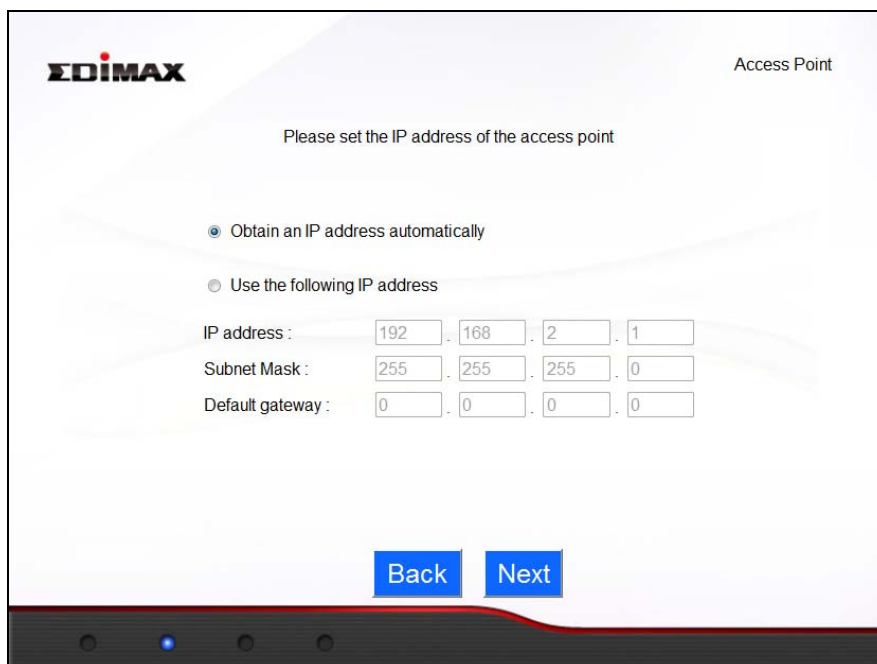 EDIMAX
Access Point
Please set the IP address of the access point
Obtain an IP address automatically
Use the following IP address
IP address : 192 . 168 . 2 . 1
Subnet Mask : 255 . 255 . 255 . 0
Default gateway : 0 . 0 . 0 . 0
Back Next